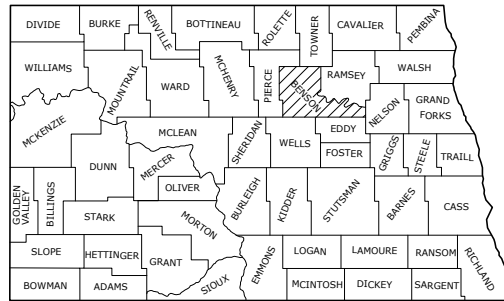 DIVIDE
BURKE
RENVILLE
BOTTINEAU
ROLETTE
TOWNER
CAVALIER
PEMBINA
WILLIAMS
MOUNTRAIL
WARD
MCHENRY
PIERCE
BENSON
RAMSEY
WALSH
NELSON
GRAND
FORKS
MCKENZIE
MCLEAN
SHERIDAN
WELLS
EDDY
FOSTER
GRIGGS
STEELE
TRAILL
DUNN
MERCER
OLIVER
GOLDEN
VALLEY
BILLINGS
STARK
MORTON
BURLEIGH
KIDDER
STUTSMAN
BARNES
CASS
SLOPE
HETTINGER
GRANT
SIOUX
EMMONS
LOGAN
LAMOURE
RANSOM
RICHLAND
BOWMAN
ADAMS
MCINTOSH
DICKEY
SARGENT